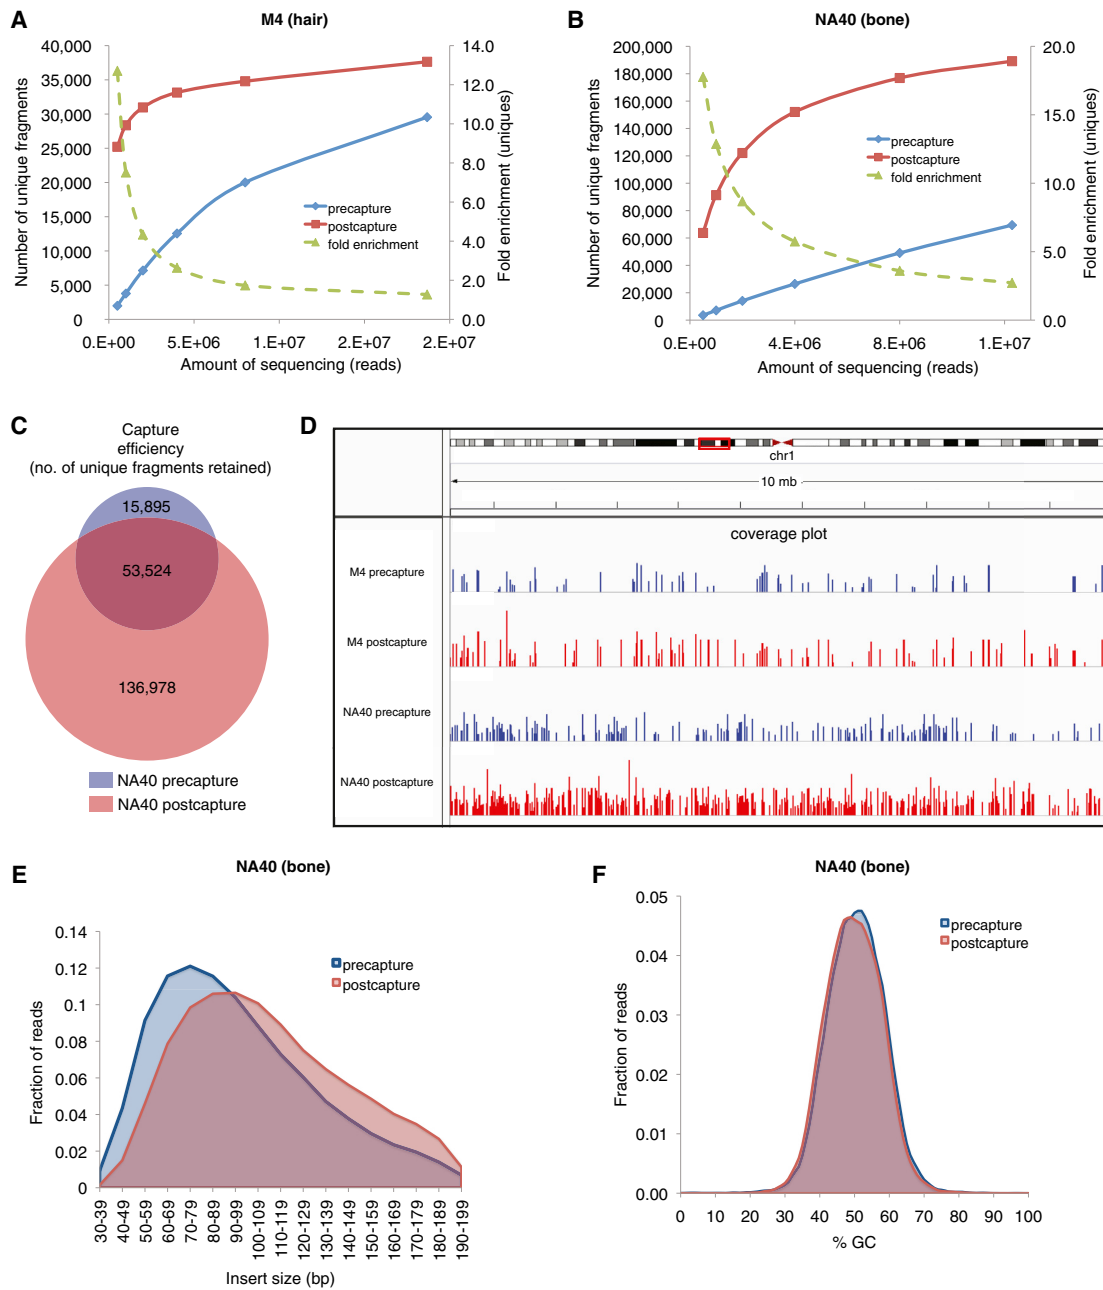 A
M4 (hair)
40,000
35,000
30,000
25,000
20,000
15,000
10,000
5,000
0
Number of unique fragments
14.0
12.0
10.0
8.0
6.0
4.0
2.0
0.0
Fold enrichment (uniques)
precapture
postcapture
fold enrichment
0.E+00
5.E+06
1.E+07
2.E+07
2.E+07
Amount of sequencing (reads)
B
NA40 (bone)
200,000
180,000
160,000
140,000
120,000
100,000
80,000
60,000
40,000
20,000
0
Number of unique fragments
20.0
15.0
10.0
5.0
0.0
Fold enrichment (uniques)
precapture
postcapture
fold enrichment
0.E+00
4.E+06
8.E+06
1.E+07
Amount of sequencing (reads)
C
Capture
efficiency
(no. of unique fragments retained)
15,895
53,524
136,978
NA40 precapture
NA40 postcapture
D
chr1
10 mb
coverage plot
M4 precapture
M4 postcapture
NA40 precapture
NA40 postcapture
E
NA40 (bone)
0.14
0.12
0.1
0.08
0.06
0.04
0.02
0
Fraction of reads
precapture
postcapture
30-39
40-49
50-59
60-69
70-79
80-89
90-99
100-109
110-119
120-129
130-139
140-149
150-159
160-169
170-179
180-189
190-199
Insert size (bp)
F
NA40 (bone)
0.05
0.04
0.03
0.02
0.01
0.00
Fraction of reads
precapture
postcapture
0
10
20
30
40
50
60
70
80
90
100
% GC